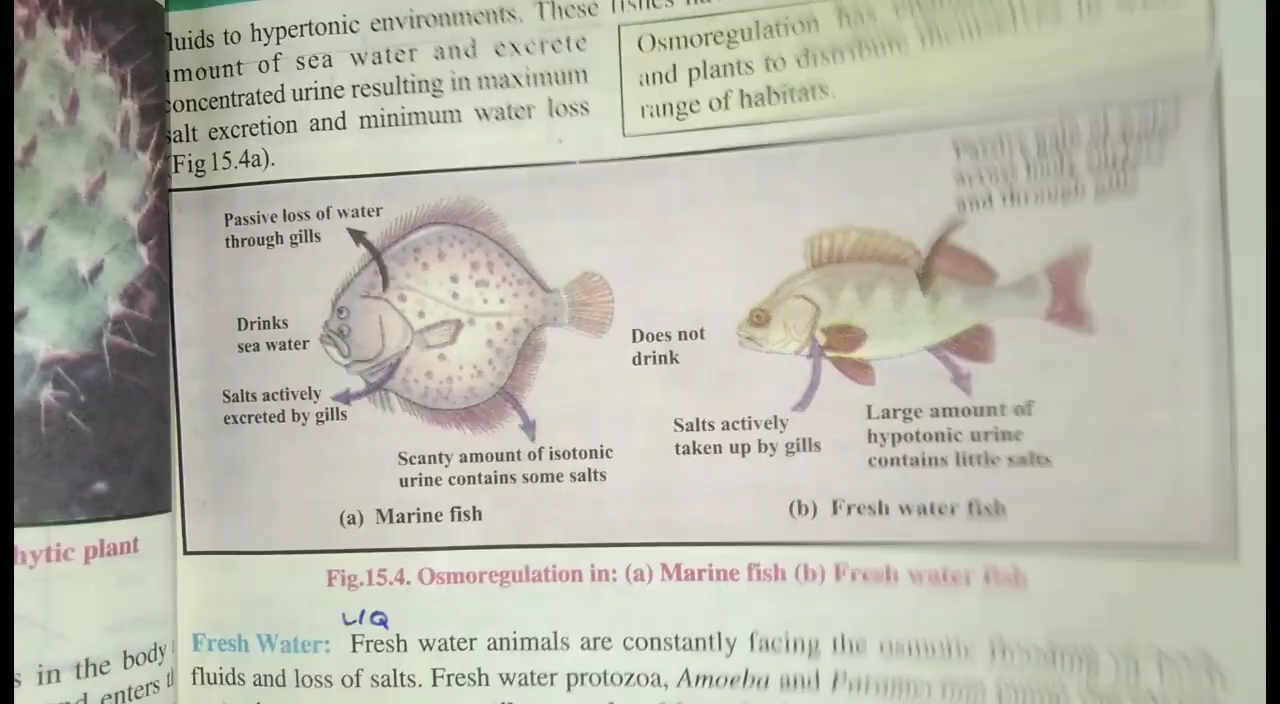 luids to hypertonic environments. These
amount of sea water and excrete
concentrated urine resulting in maximum
salt excretion and minimum water loss
(Fig 15.4a).
Osmoregulation has
and plants to distribute
range of habitats.
and through gills
Passive loss of water
through gills
Drinks
sea water
Salts actively
excreted by gills
Scanty amount of isotonic
urine contains some salts
(a) Marine fish
Does not
drink
Salts actively
taken up by gills
Large amount of
hypotonic urine
contains little salts
(b) Fresh water fish
Fig.15.4. Osmoregulation in: (a) Marine fish (b) Fresh water fish
hytic plant
LIQ
s in the body
enters
Fresh Water: Fresh water animals are constantly facing the
fluids and loss of salts. Fresh water protozoa, Amoeba and